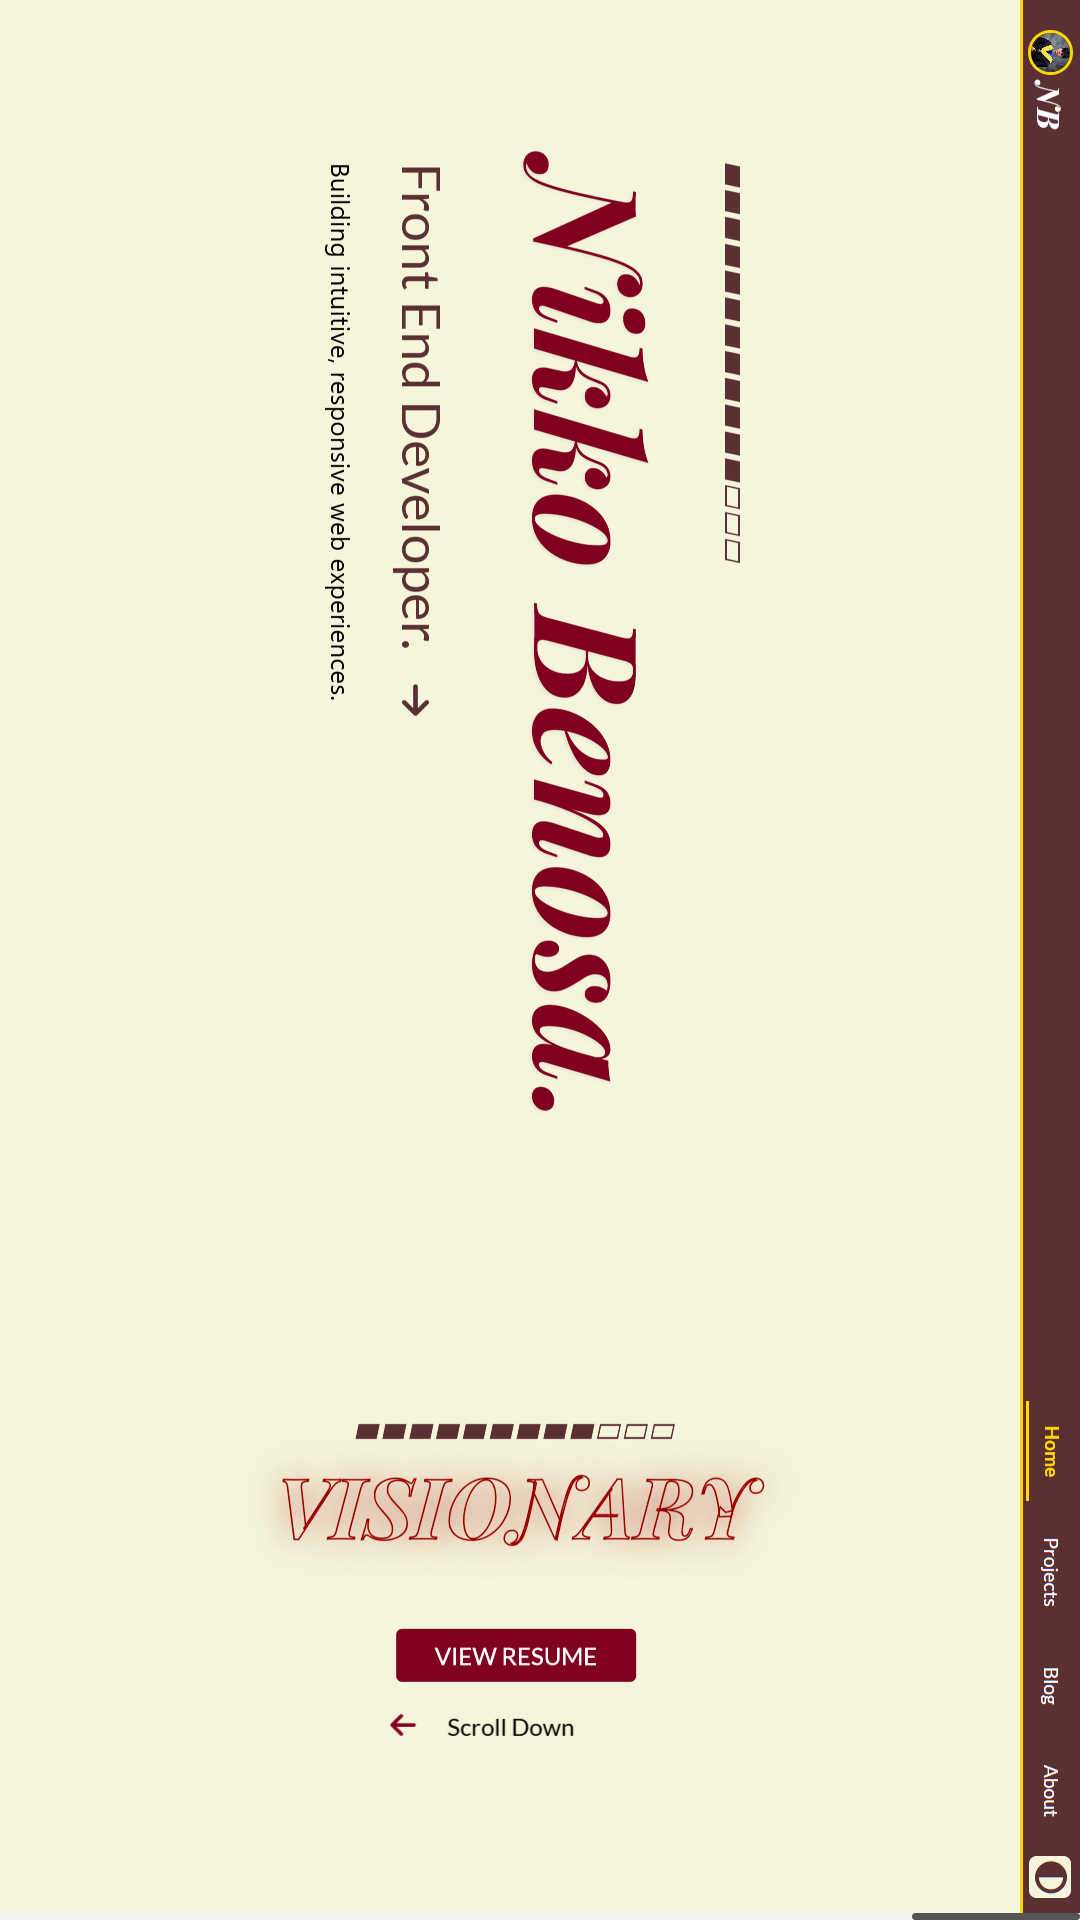 NB
Home
Projects
Blog
About
Nikko Benosa.
Front End Developer.
Building intuitive, responsive web experiences.
VISIONARY
VIEW RESUME
Scroll Down